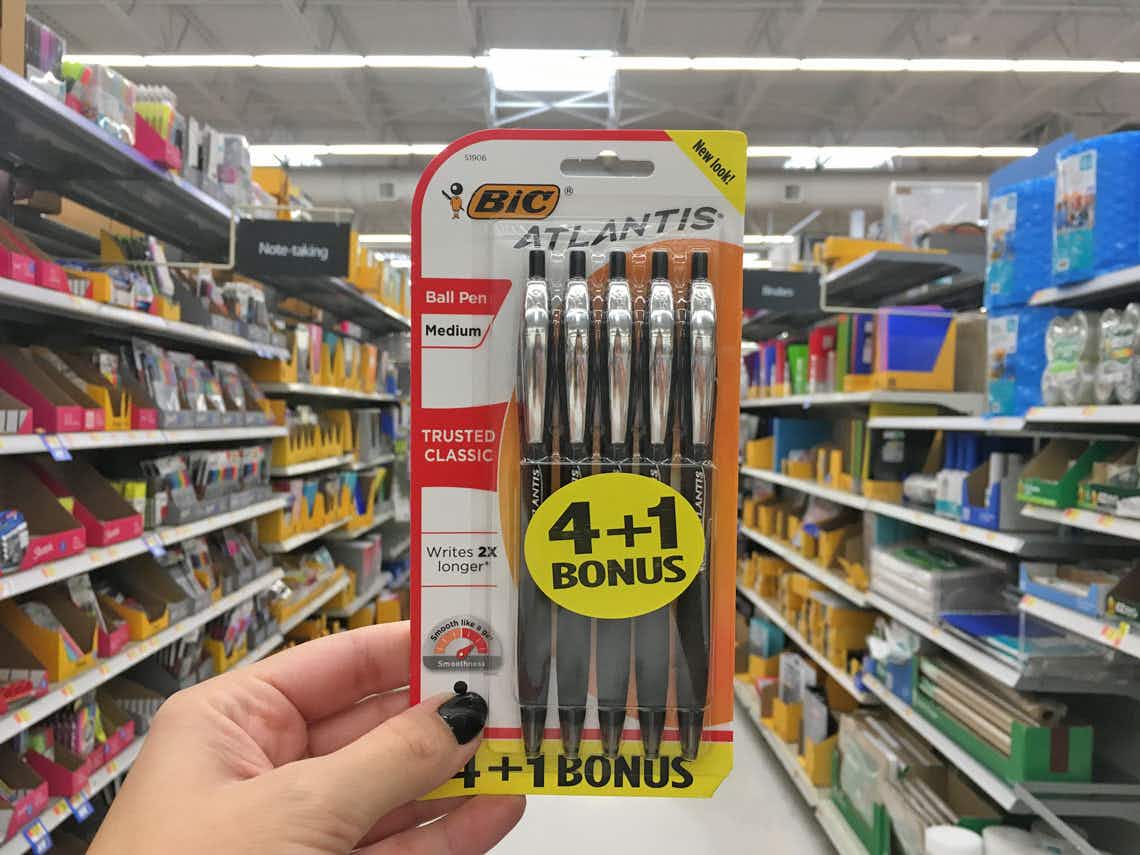 51906
New look!
BIC®
ATLANTIS®
Note-taking
Ball Pen
Medium
TRUSTED
CLASSIC
ATLANTIS
4+1
BONUS
Writes 2X
longer*
Smooth like a gel
Smoothness
4+1 BONUS